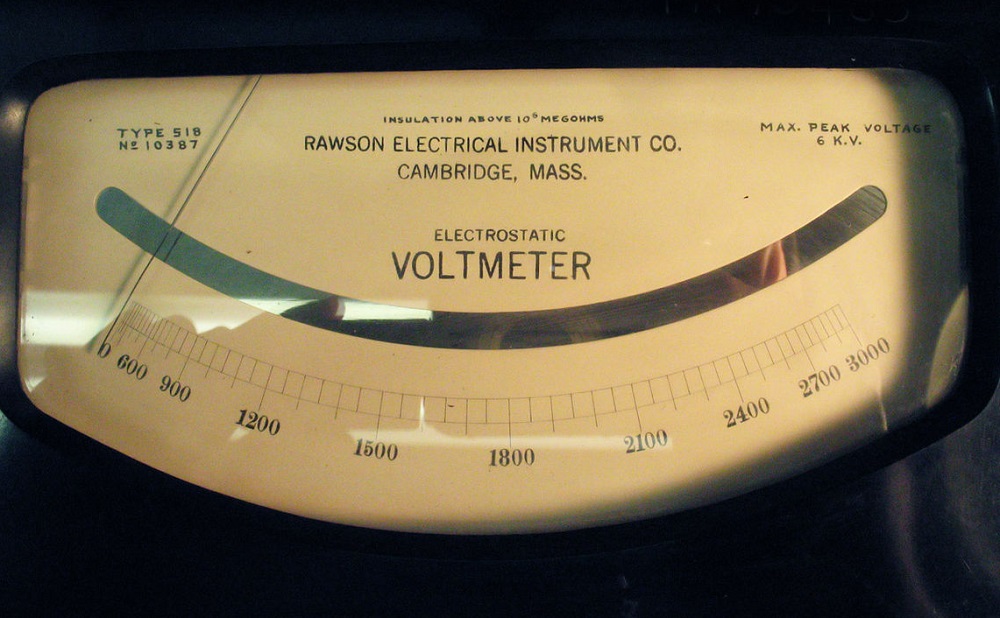 INSULATION ABOVE 10⁹ MEGOHMS
TYPE 518
Nº 10387
RAWSON ELECTRICAL INSTRUMENT CO.
CAMBRIDGE, MASS.
MAX. PEAK VOLTAGE
6 K.V.
ELECTROSTATIC
VOLTMETER
0 600 900 1200 1500 1800 2100 2400 2700 3000